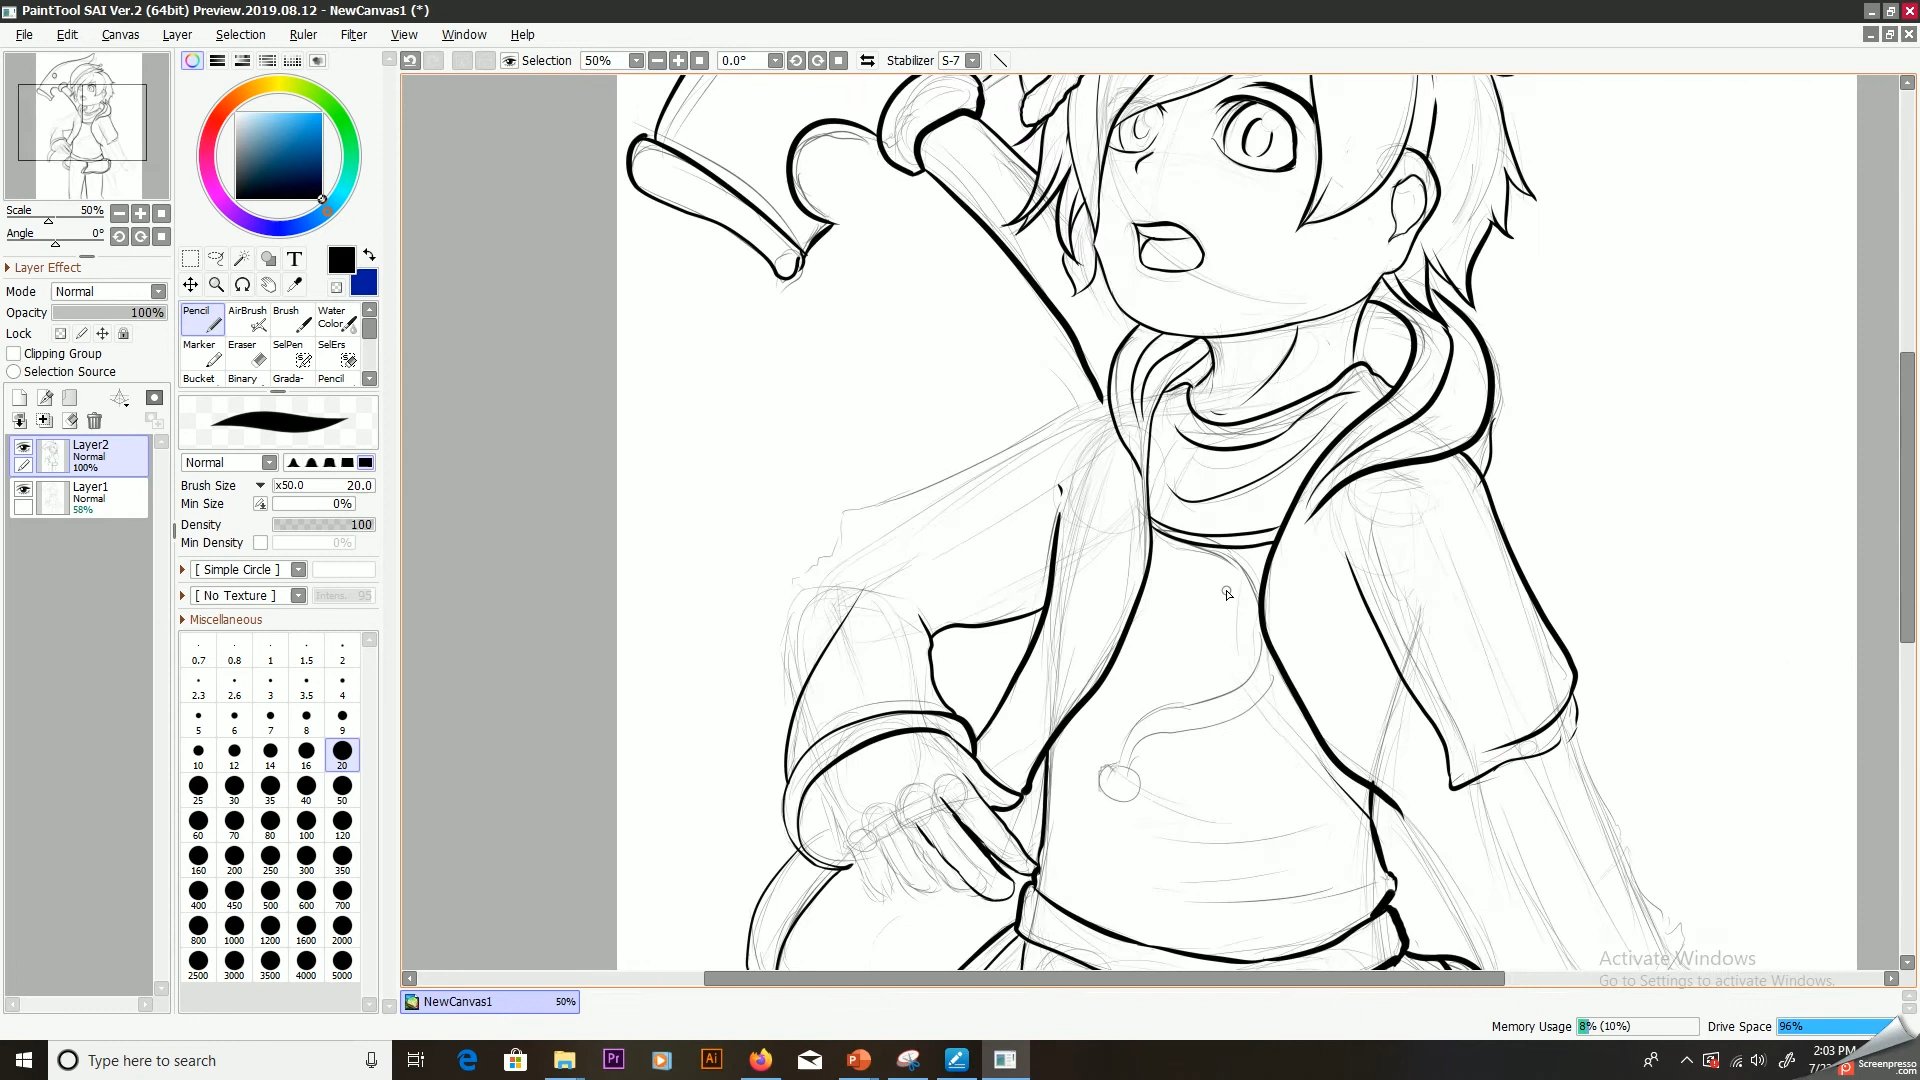 PaintTool SAI Ver.2 (64bit) Preview.2019.08.12 - NewCanvas1 (*)
File Edit Canvas Layer Selection Ruler Filter View Window Help
Selection 50% 0.0° Stabilizer S-7
Scale 50%
Angle 0°
Layer Effect
Mode Normal
Opacity 100%
Lock
Clipping Group
Selection Source
Layer2
Normal
100%
Layer1
Normal
58%
T
Pencil AirBrush Brush Water Color
Marker Eraser SelPen SelErs
Bucket Binary Grada- Pencil
Normal
Brush Size x50.0 20.0
Min Size 0%
Density 100
Min Density 0%
[ Simple Circle ]
[ No Texture ] Intens. 95
Miscellaneous
0.7 0.8 1 1.5 2
2.3 2.6 3 3.5 4
5 6 7 8 9
10 12 14 16 20
25 30 35 40 50
60 70 80 100 120
160 200 250 300 350
400 450 500 600 700
800 1000 1200 1600 2000
2500 3000 3500 4000 5000
Activate Windows
Go to Settings to activate Windows.
NewCanvas1 50%
Memory Usage 8% (10%) Drive Space 96%
Type here to search
Pr
Ai
2:03 PM
Screenpresso
.com